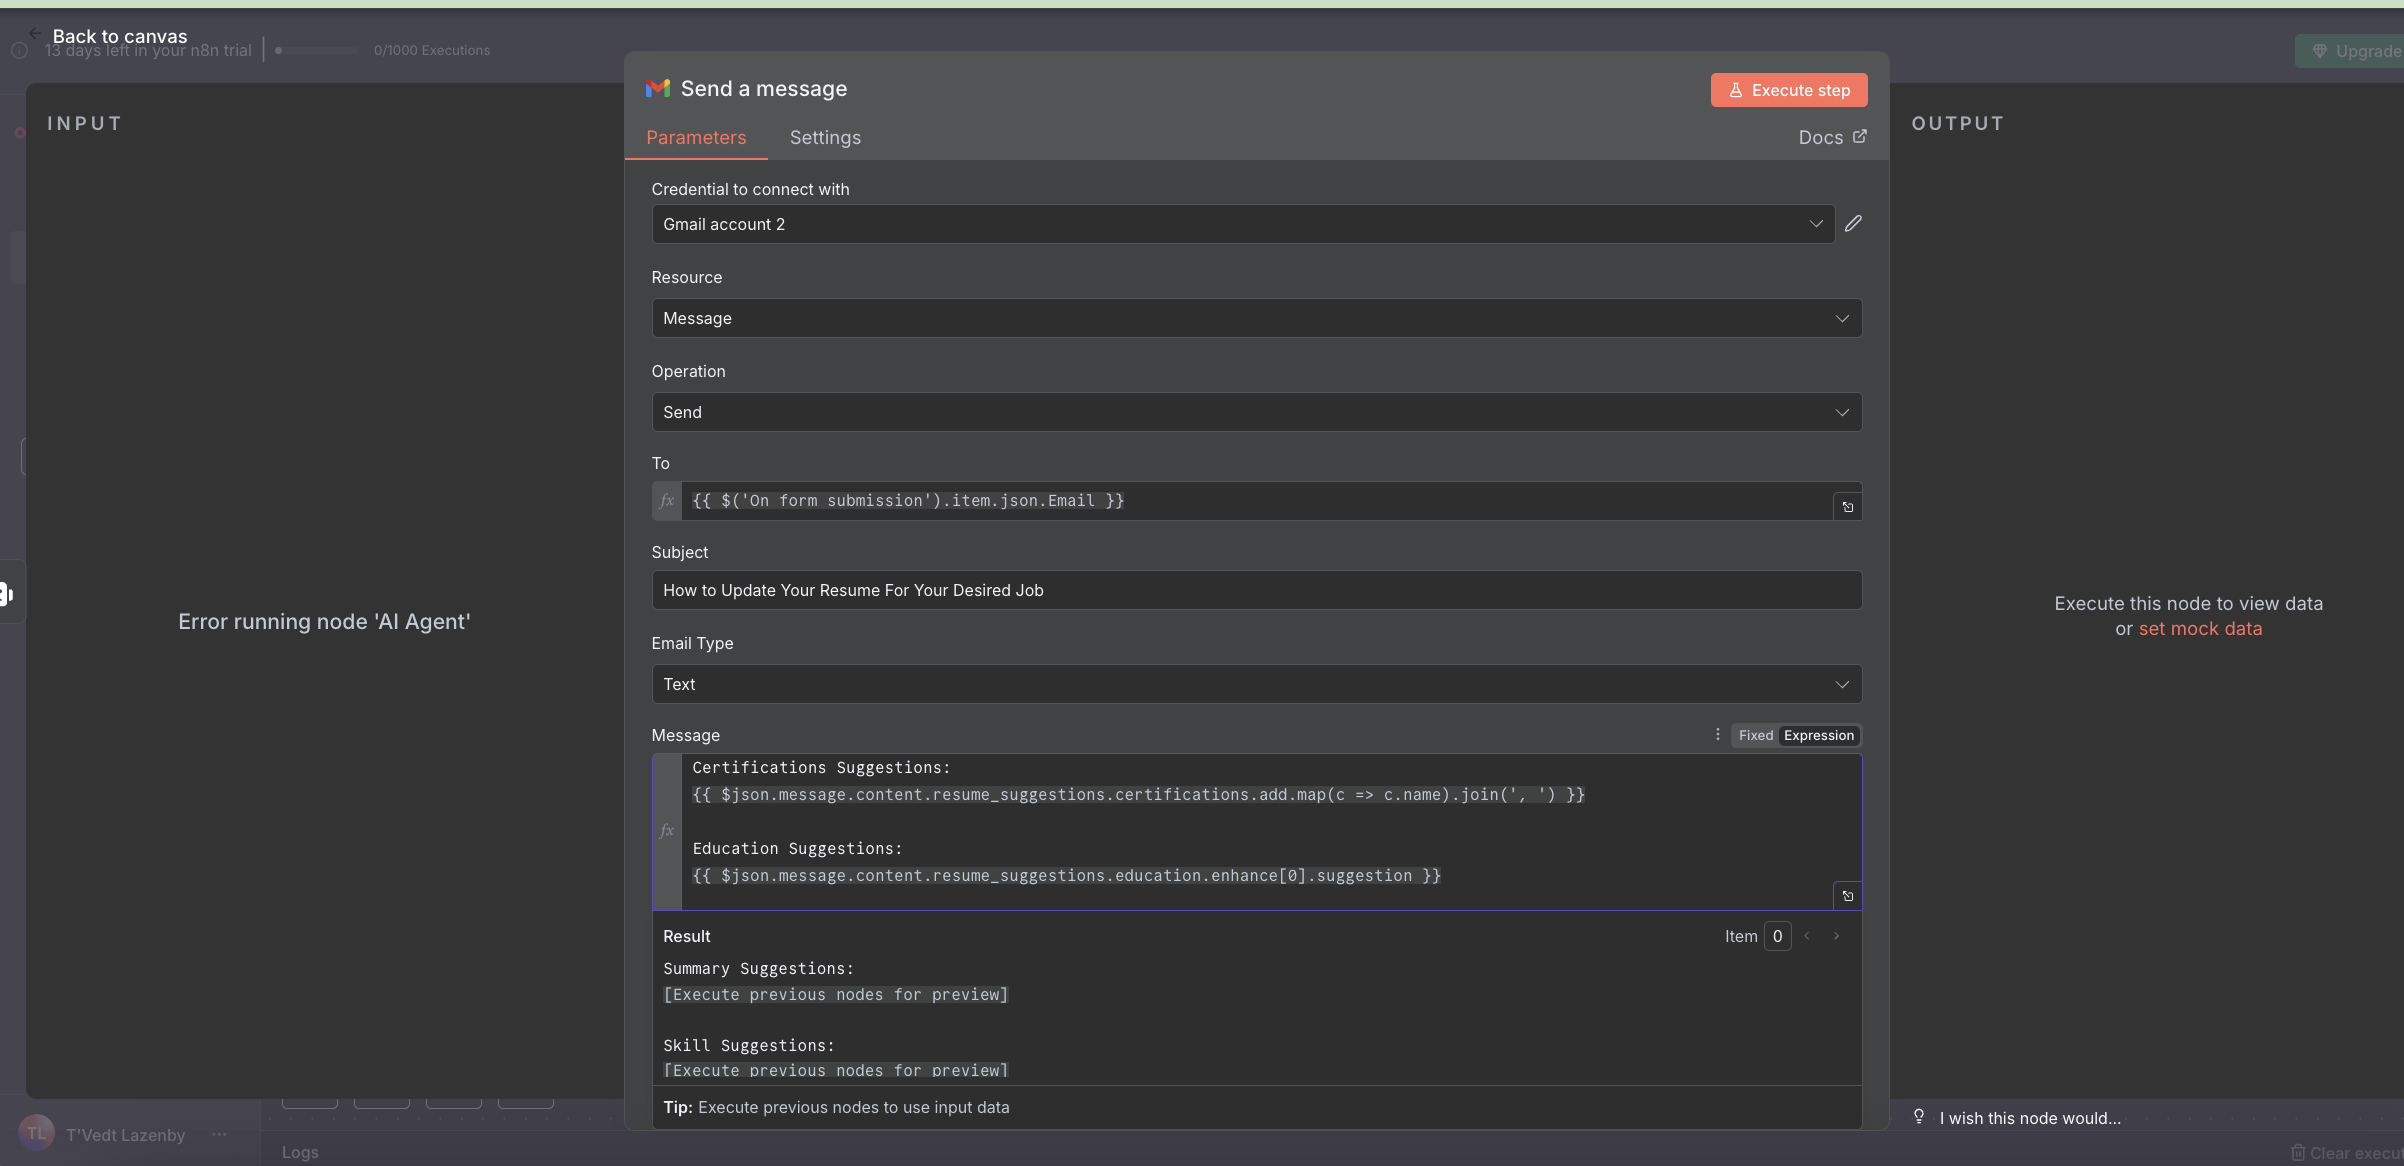 Back to canvas
13 days left in your n8n trial
0/1000 Executions
Upgrade
INPUT
Error running node 'AI Agent'
Send a message
Execute step
Parameters
Settings
Docs
Credential to connect with
Gmail account 2
Resource
Message
Operation
Send
To
fx
{{ $('On form submission').item.json.Email }}
Subject
How to Update Your Resume For Your Desired Job
Email Type
Text
Message
Fixed
Expression
fx
Certifications Suggestions:
{{ $json.message.content.resume_suggestions.certifications.add.map(c => c.name).join(', ') }}
Education Suggestions:
{{ $json.message.content.resume_suggestions.education.enhance[0].suggestion }}
Result
Item 0
Summary Suggestions:
[Execute previous nodes for preview]
Skill Suggestions:
[Execute previous nodes for preview]
Tip: Execute previous nodes to use input data
OUTPUT
Execute this node to view data
or set mock data
I wish this node would...
TL
T'Vedt Lazenby
Logs
Clear execut